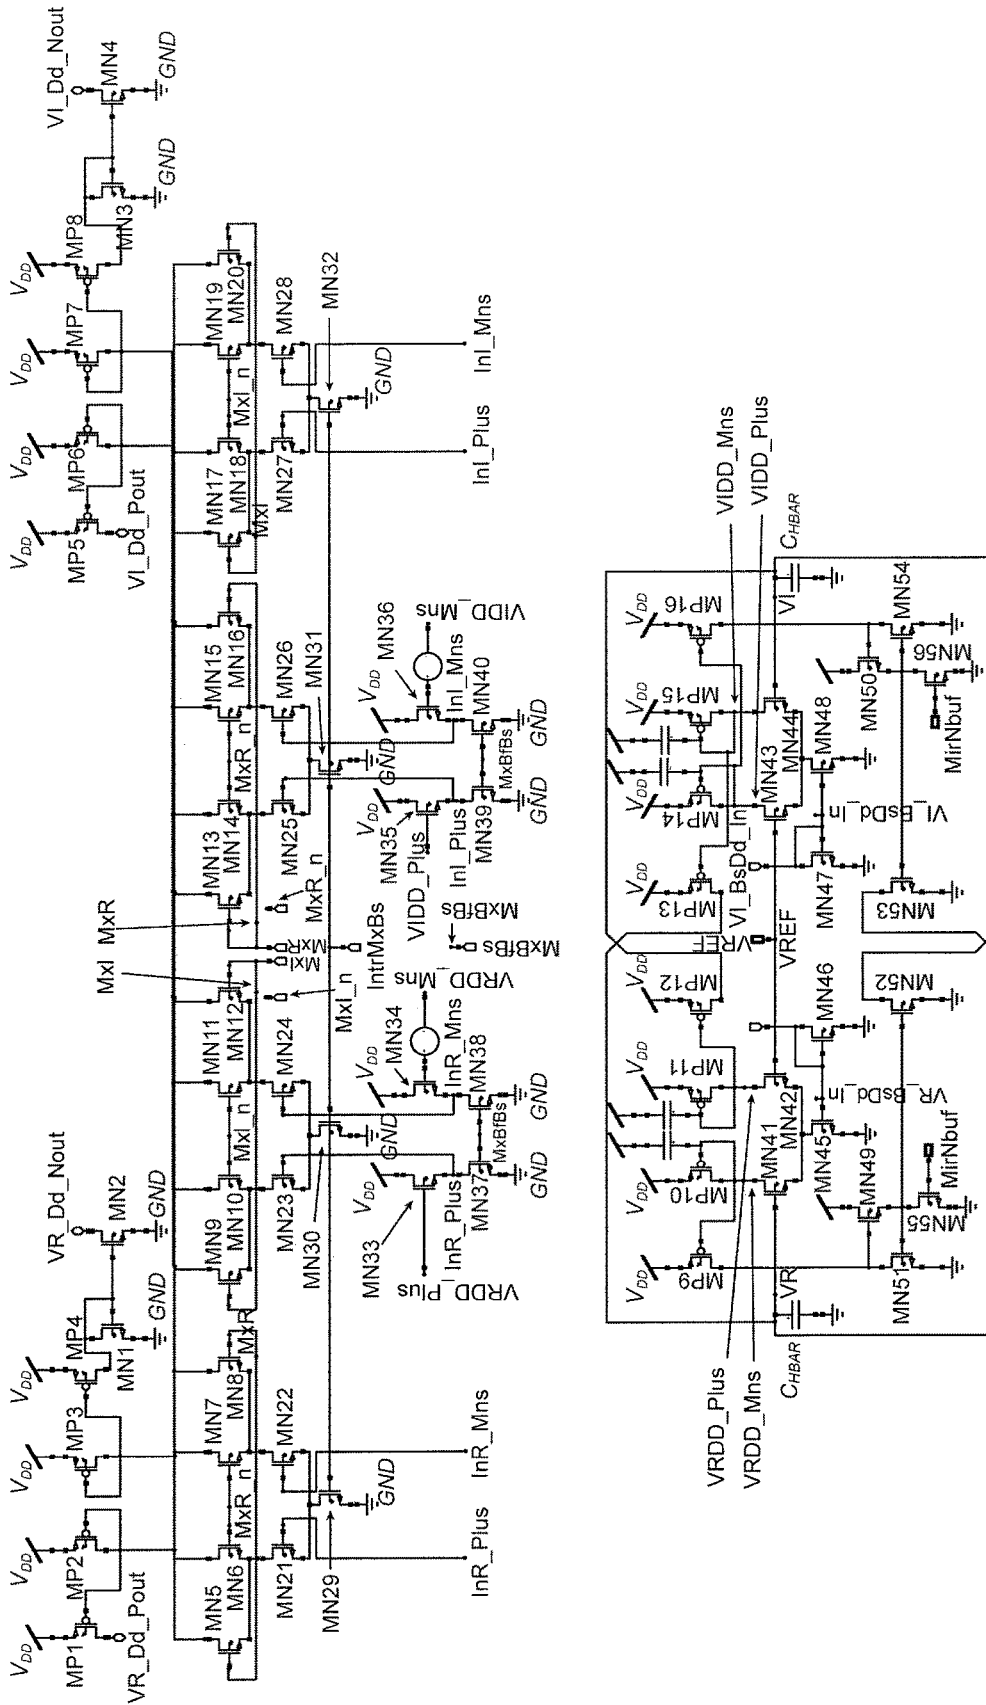 VDD
MP1
VR_Dd_Pout
VDD
MP2
VDD
MP3
VDD
MP4
MN1
GND
VR_Dd_Nout
MN2
GND
VDD
MP5
VI_Dd_Pout
VDD
MP6
VDD
MP7
VDD
MP8
MN3
GND
VI_Dd_Nout
MN4
GND
MN5
MN6
MxR_n
MN7
MN8
MxR
MN9
MN10
MxI_n
MN11
MN12
MxI
MxR
MN13
MN14
MxR_n
MN15
MN16
MN17
MN18
MxI
MxI_n
MN19
MN20
MN21
MN22
MN29
GND
InR_Plus
InR_Mns
MN23
MN24
MN30
GND
MxI_n
MxI
MxR
IntrMxBs
MxR_n
MN25
MN26
MN31
GND
MN27
MN28
MN32
GND
InI_Plus
InI_Mns
VDD
MN33
VRDD_Plus
InR_Plus
MN37
GND
VDD
MN34
VRDD_Mns
InR_Mns
MN38
MxBfBs
GND
MxBfBs
MxBfBs
VDD
MN35
VIDD_Plus
InI_Plus
MN39
GND
VDD
MN36
VIDD_Mns
InI_Mns
MN40
MxBfBs
GND
VDD
MP9
VDD
MP10
VDD
MP11
MP12
MP13
VDD
MP14
VDD
MP15
VDD
MP16
VRDD_Plus
VRDD_Mns
CHBAR
VR
MN41
MN42
VREF
VREF
MN43
MN44
VI
CHBAR
VIDD_Mns
VIDD_Plus
MN45
MN46
VR_BsDd_In
MN47
MN48
VI_BsDd_In
VI_BsDd_In
MN49
MN50
MN51
MN52
MN53
MN54
MN55
MirNbuf
MN56
MirNbuf